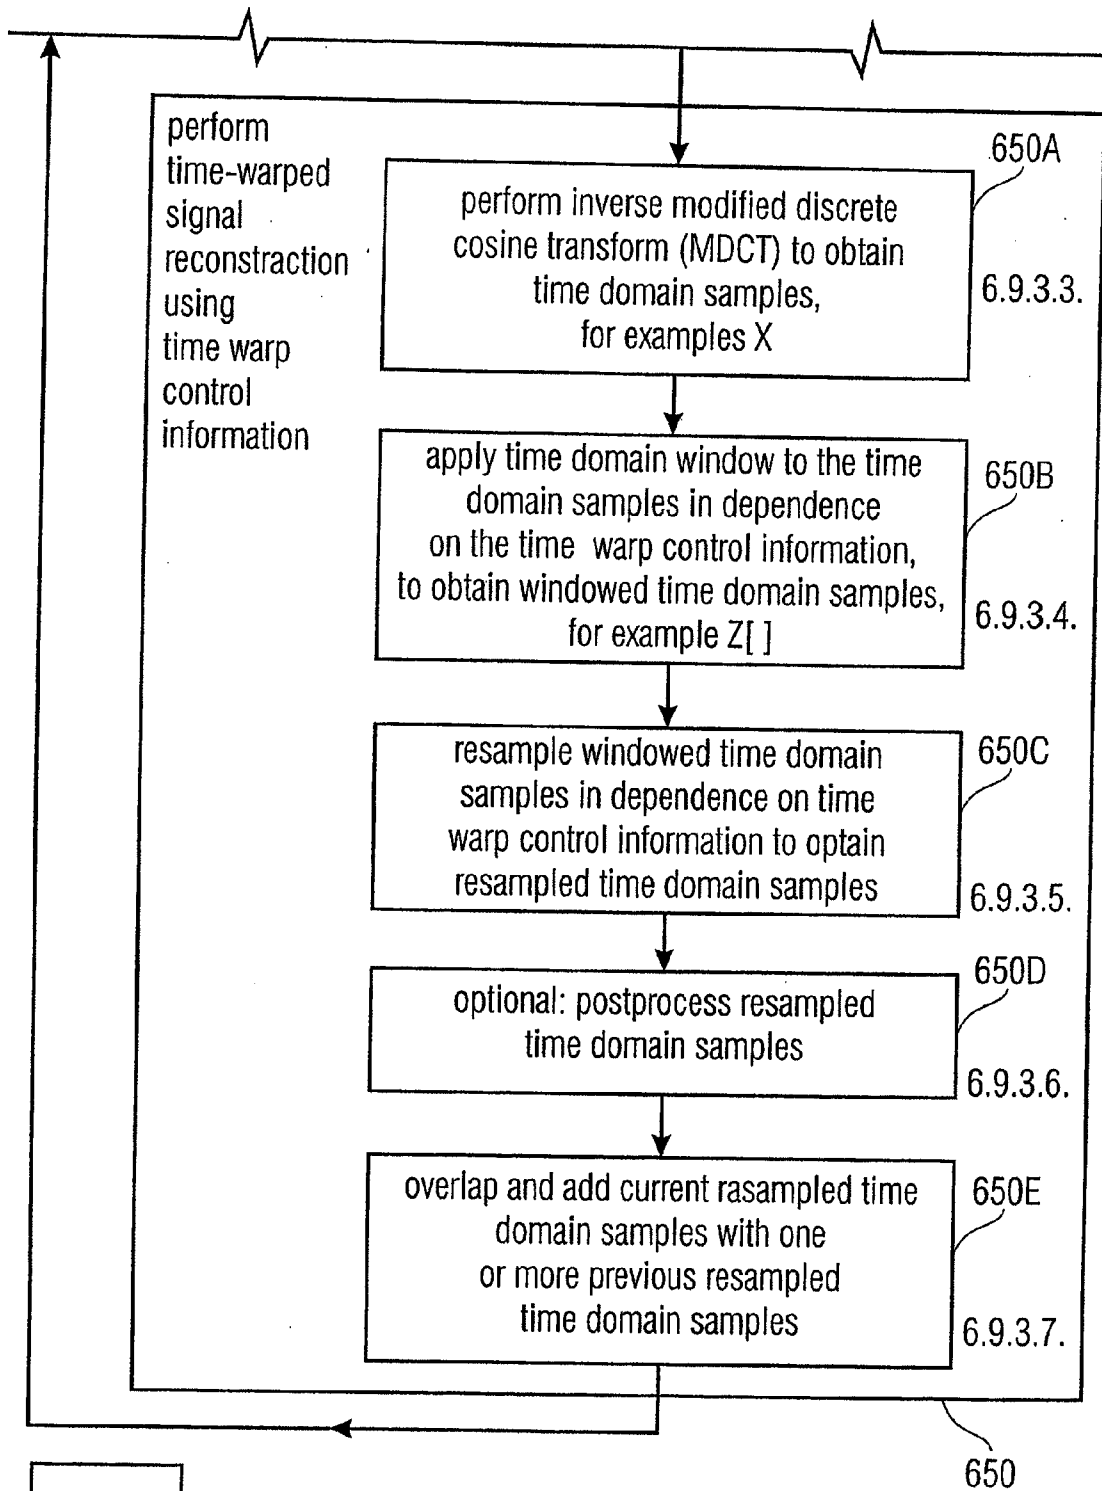 perform
time-warped
signal
reconstraction
using
time warp
control
information
650A
perform inverse modified discrete
cosine transform (MDCT) to obtain
time domain samples,
for examples X
6.9.3.3.
650B
apply time domain window to the time
domain samples in dependence
on the time warp control information,
to obtain windowed time domain samples,
for example Z[ ]
6.9.3.4.
650C
resample windowed time domain
samples in dependence on time
warp control information to optain
resampled time domain samples
6.9.3.5.
650D
optional: postprocess resampled
time domain samples
6.9.3.6.
650E
overlap and add current rasampled time
domain samples with one
or more previous resampled
time domain samples
6.9.3.7.
650